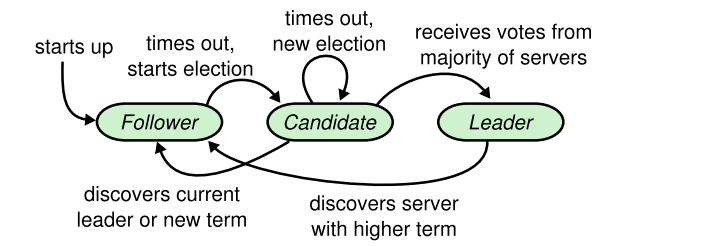 times out,
new election
receives votes from
majority of servers
starts up
times out,
starts election
Follower
Candidate
Leader
discovers current
leader or new term
discovers server
with higher term